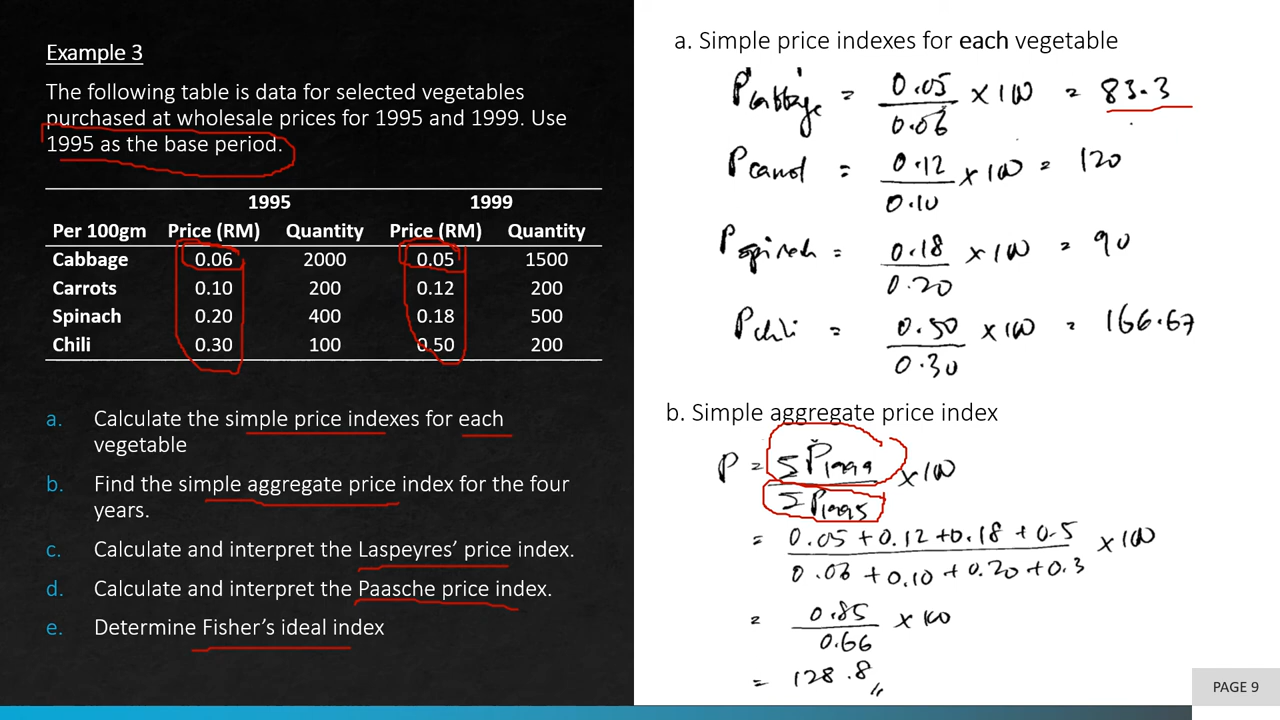 Example 3
The following table is data for selected vegetables
purchased at wholesale prices for 1995 and 1999. Use
1995 as the base period.
1995 1999
Per 100gm Price (RM) Quantity Price (RM) Quantity
Cabbage 0.06 2000 0.05 1500
Carrots 0.10 200 0.12 200
Spinach 0.20 400 0.18 500
Chili 0.30 100 0.50 200
a. Calculate the simple price indexes for each
vegetable
b. Find the simple aggregate price index for the four
years.
c. Calculate and interpret the Laspeyres’ price index.
d. Calculate and interpret the Paasche price index.
e. Determine Fisher’s ideal index
a. Simple price indexes for each vegetable
Pcabbage = 0.05/0.06 × 100 = 83.3
Pcarrot = 0.12/0.10 × 100 = 120
Pspinach = 0.18/0.20 × 100 = 90
Pchili = 0.50/0.30 × 100 = 166.67
b. Simple aggregate price index
P = ΣP1999/ΣP1995 × 100
= 0.05 + 0.12 + 0.18 + 0.5/0.06 + 0.10 + 0.20 + 0.3 × 100
= 0.85/0.66 × 100
= 128.8
PAGE 9